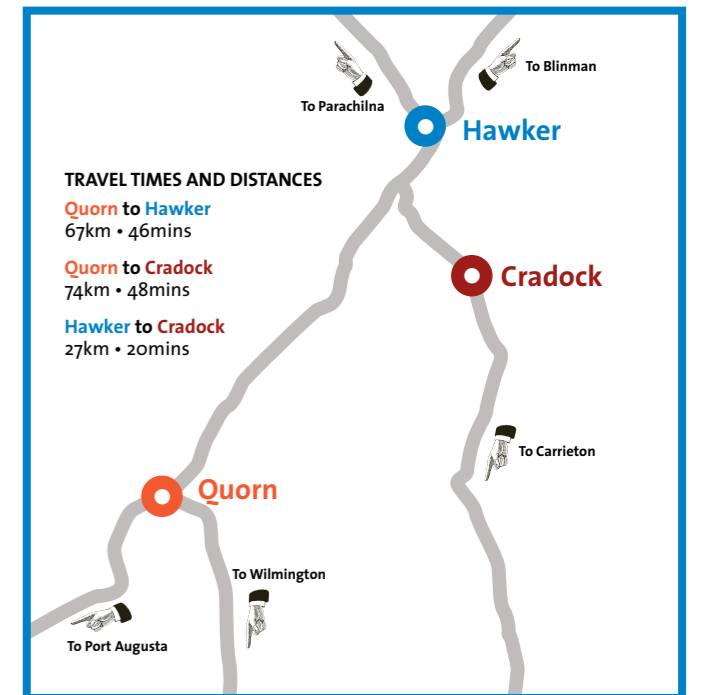 To Blinman
To Parachilna
Hawker
TRAVEL TIMES AND DISTANCES
Quorn to Hawker
67km • 46mins
Quorn to Cradock
74km • 48mins
Hawker to Cradock
27km • 20mins
Cradock
To Carrieton
Quorn
To Wilmington
To Port Augusta